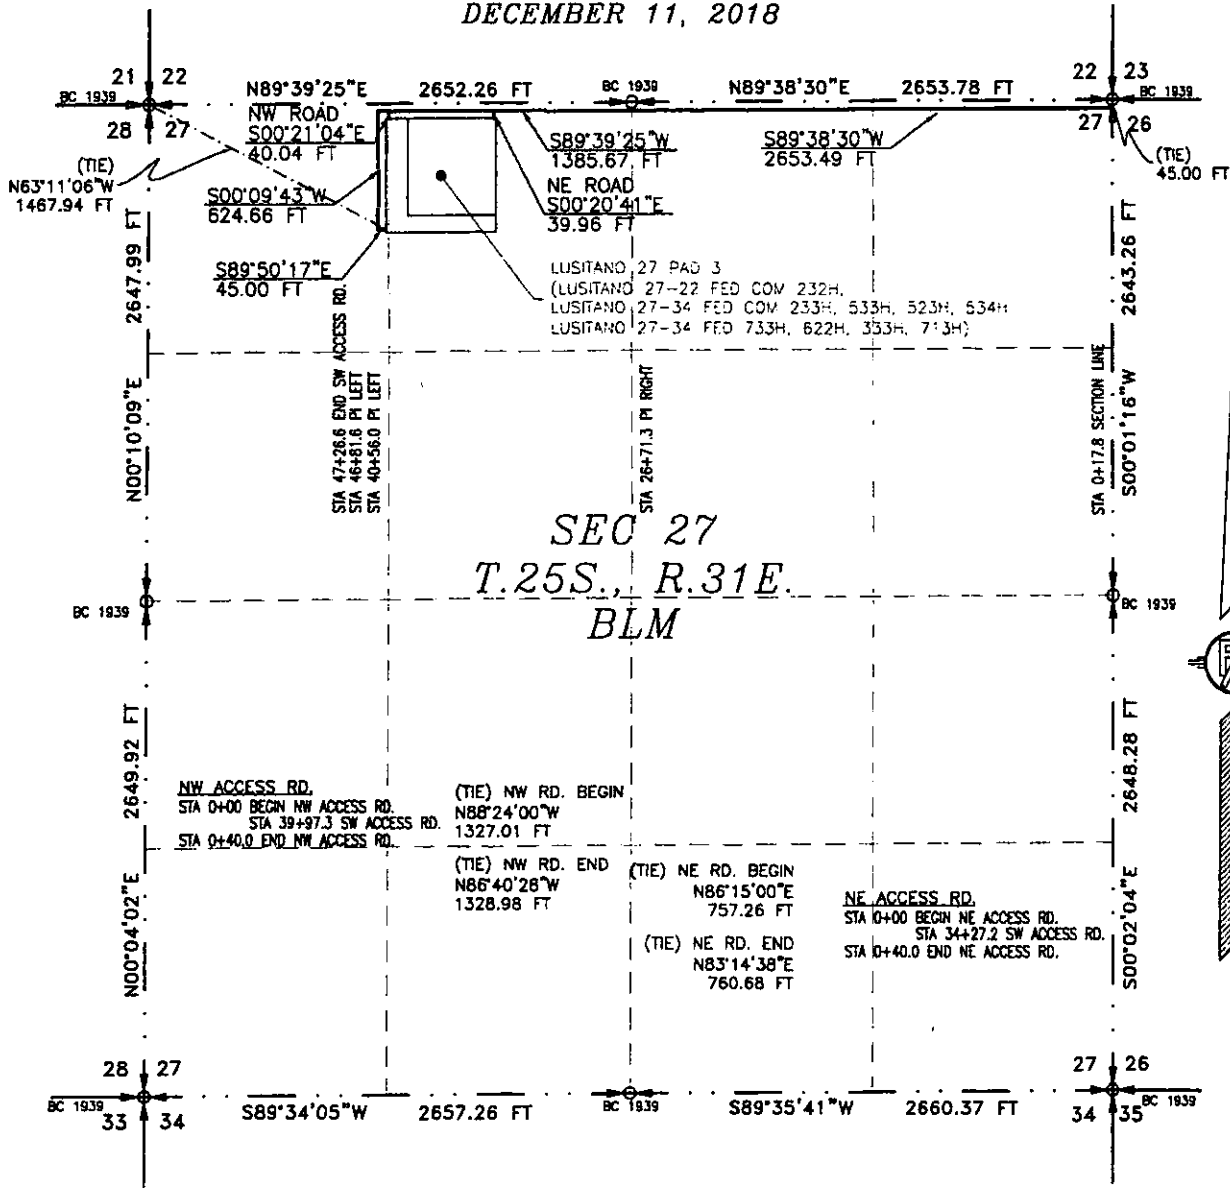 DECEMBER 11, 2018
21 22
BC 1939
28 27
N89°39'25"E 2652.26 FT
BC 1939
N89°38'30"E 2653.78 FT
22 23
BC 1939
27 26
(TIE)
45.00 FT
NW ROAD
S00°21'04"E
40.04 FT
S89°39'25"W
1385.67 FT
S89°38'30"W
2653.49 FT
(TIE)
N63°11'06"W
1467.94 FT
S00°09'43"W
624.66 FT
NE ROAD
S00°20'41"E
39.96 FT
S89°50'17"E
45.00 FT
LUSITANO 27 PAD 3
(LUSITANO 27-22 FED COM 232H,
LUSITANO 27-34 FED COM 233H, 533H, 523H, 534H
LUSITANO 27-34 FED 733H, 622H, 333H, 713H)
2647.99 FT
N00°10'09"E
STA 47+26.6 END SW ACCESS RD.
STA 46+81.6 PI LEFT
STA 40+56.0 PI LEFT
STA 26+71.3 PI RIGHT
STA 0+17.8 SECTION LINE
2643.26 FT
S00°01'16"W
SEC 27
T.25S., R.31E.
BLM
BC 1939
BC 1939
2649.92 FT
N00°04'02"E
2648.28 FT
S00°02'04"E
NW ACCESS RD.
STA 0+00 BEGIN NW ACCESS RD.
STA 39+97.3 SW ACCESS RD.
STA 0+40.0 END NW ACCESS RD.
(TIE) NW RD. BEGIN
N88°24'00"W
1327.01 FT
(TIE) NW RD. END
N86°40'28"W
1328.98 FT
(TIE) NE RD. BEGIN
N86°15'00"E
757.26 FT
(TIE) NE RD. END
N83°14'38"E
760.68 FT
NE ACCESS RD.
STA 0+00 BEGIN NE ACCESS RD.
STA 34+27.2 SW ACCESS RD.
STA 0+40.0 END NE ACCESS RD.
28 27
BC 1939
33 34
S89°34'05"W 2657.26 FT
BC 1939
S89°35'41"W 2660.37 FT
27 26
BC 1939
34 35